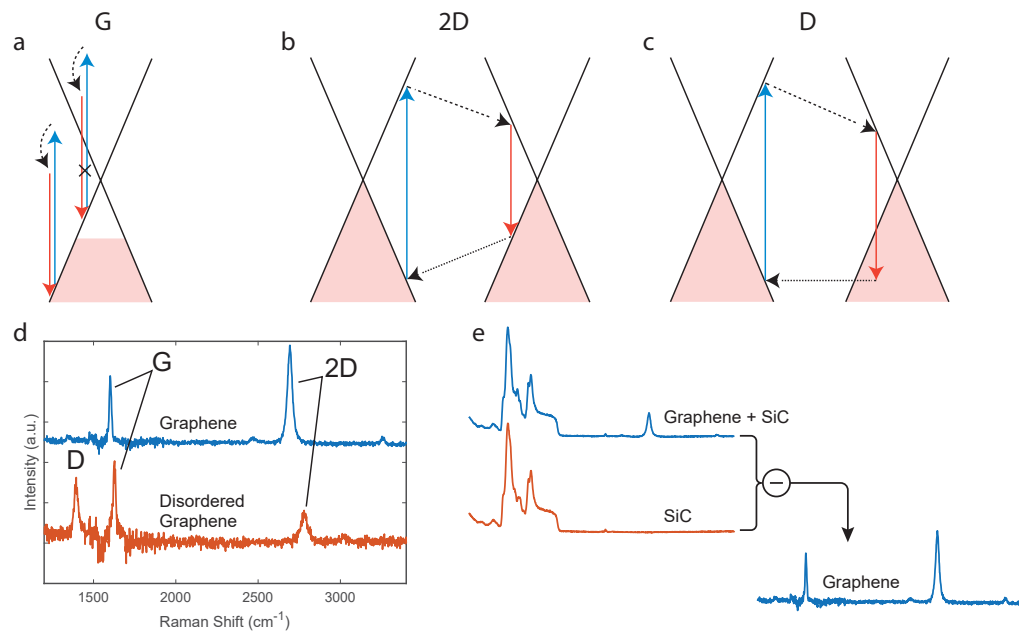 G
2D
D
a
b
c
d
e
G
2D
Graphene
D
Disordered
Graphene
Intensity (a.u.)
1500
2000
2500
3000
Raman Shift (cm⁻¹)
Graphene + SiC
SiC
−
Graphene